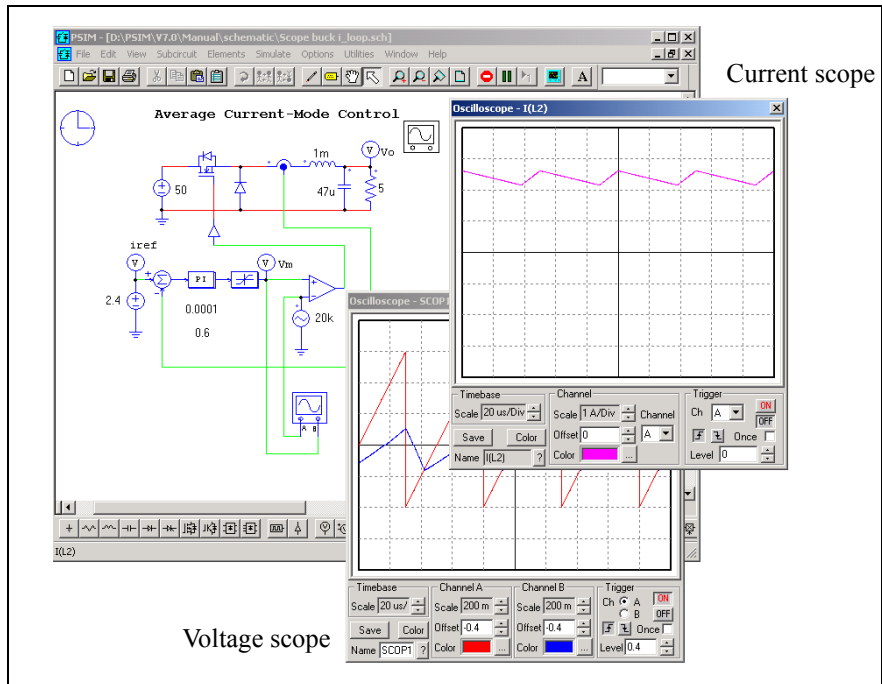 PSIM - [D:\PSIM\V7.0\Manual\schematic\Scope buck i_loop.sch]
File Edit View Subcircuit Elements Simulate Options Utilities Window Help
A
Current scope
Average Current-Mode Control
V Vo
1m
50
47u
5
iref
V
V Vm
+
Σ
-
PI
+
-
2.4
20k
0.0001
0.6
A B
I(L2)
Oscilloscope - I(L2)
Timebase
Scale 20 us/Div
Save Color
Name I(L2) ?
Channel
Scale 1 A/Div Channel
Offset 0 A
Color ...
Trigger
Ch A ON
OFF
Once
Level 0
Oscilloscope - SCOP1
Timebase
Scale 20 us/
Save Color
Name SCOP1 ?
Channel A
Scale 200 m
Offset -0.4
Color ...
Channel B
Scale 200 m
Offset -0.4
Color ...
Trigger
Ch A ON
B OFF
Once
Level 0.4
Voltage scope